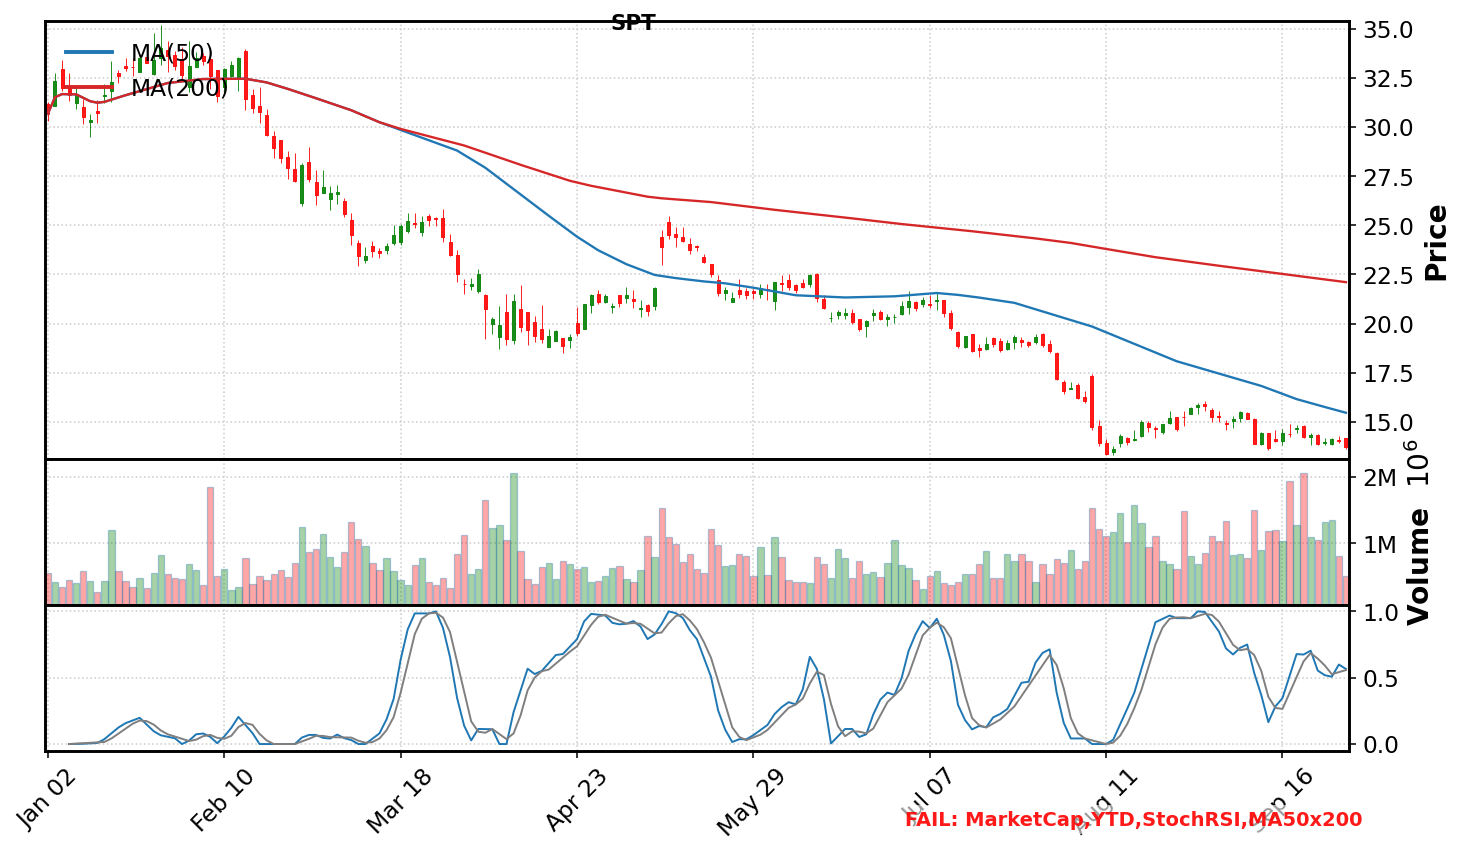 SPT
MA(50)
MA(200)
35.0
32.5
30.0
27.5
25.0
22.5
20.0
17.5
15.0
Price
2M
1M
Volume 10^6
1.0
0.5
0.0
Jan 02
Feb 10
Mar 18
Apr 23
May 29
Jul 07
Aug 11
Sep 16
FAIL: MarketCap,YTD,StochRSI,MA50x200